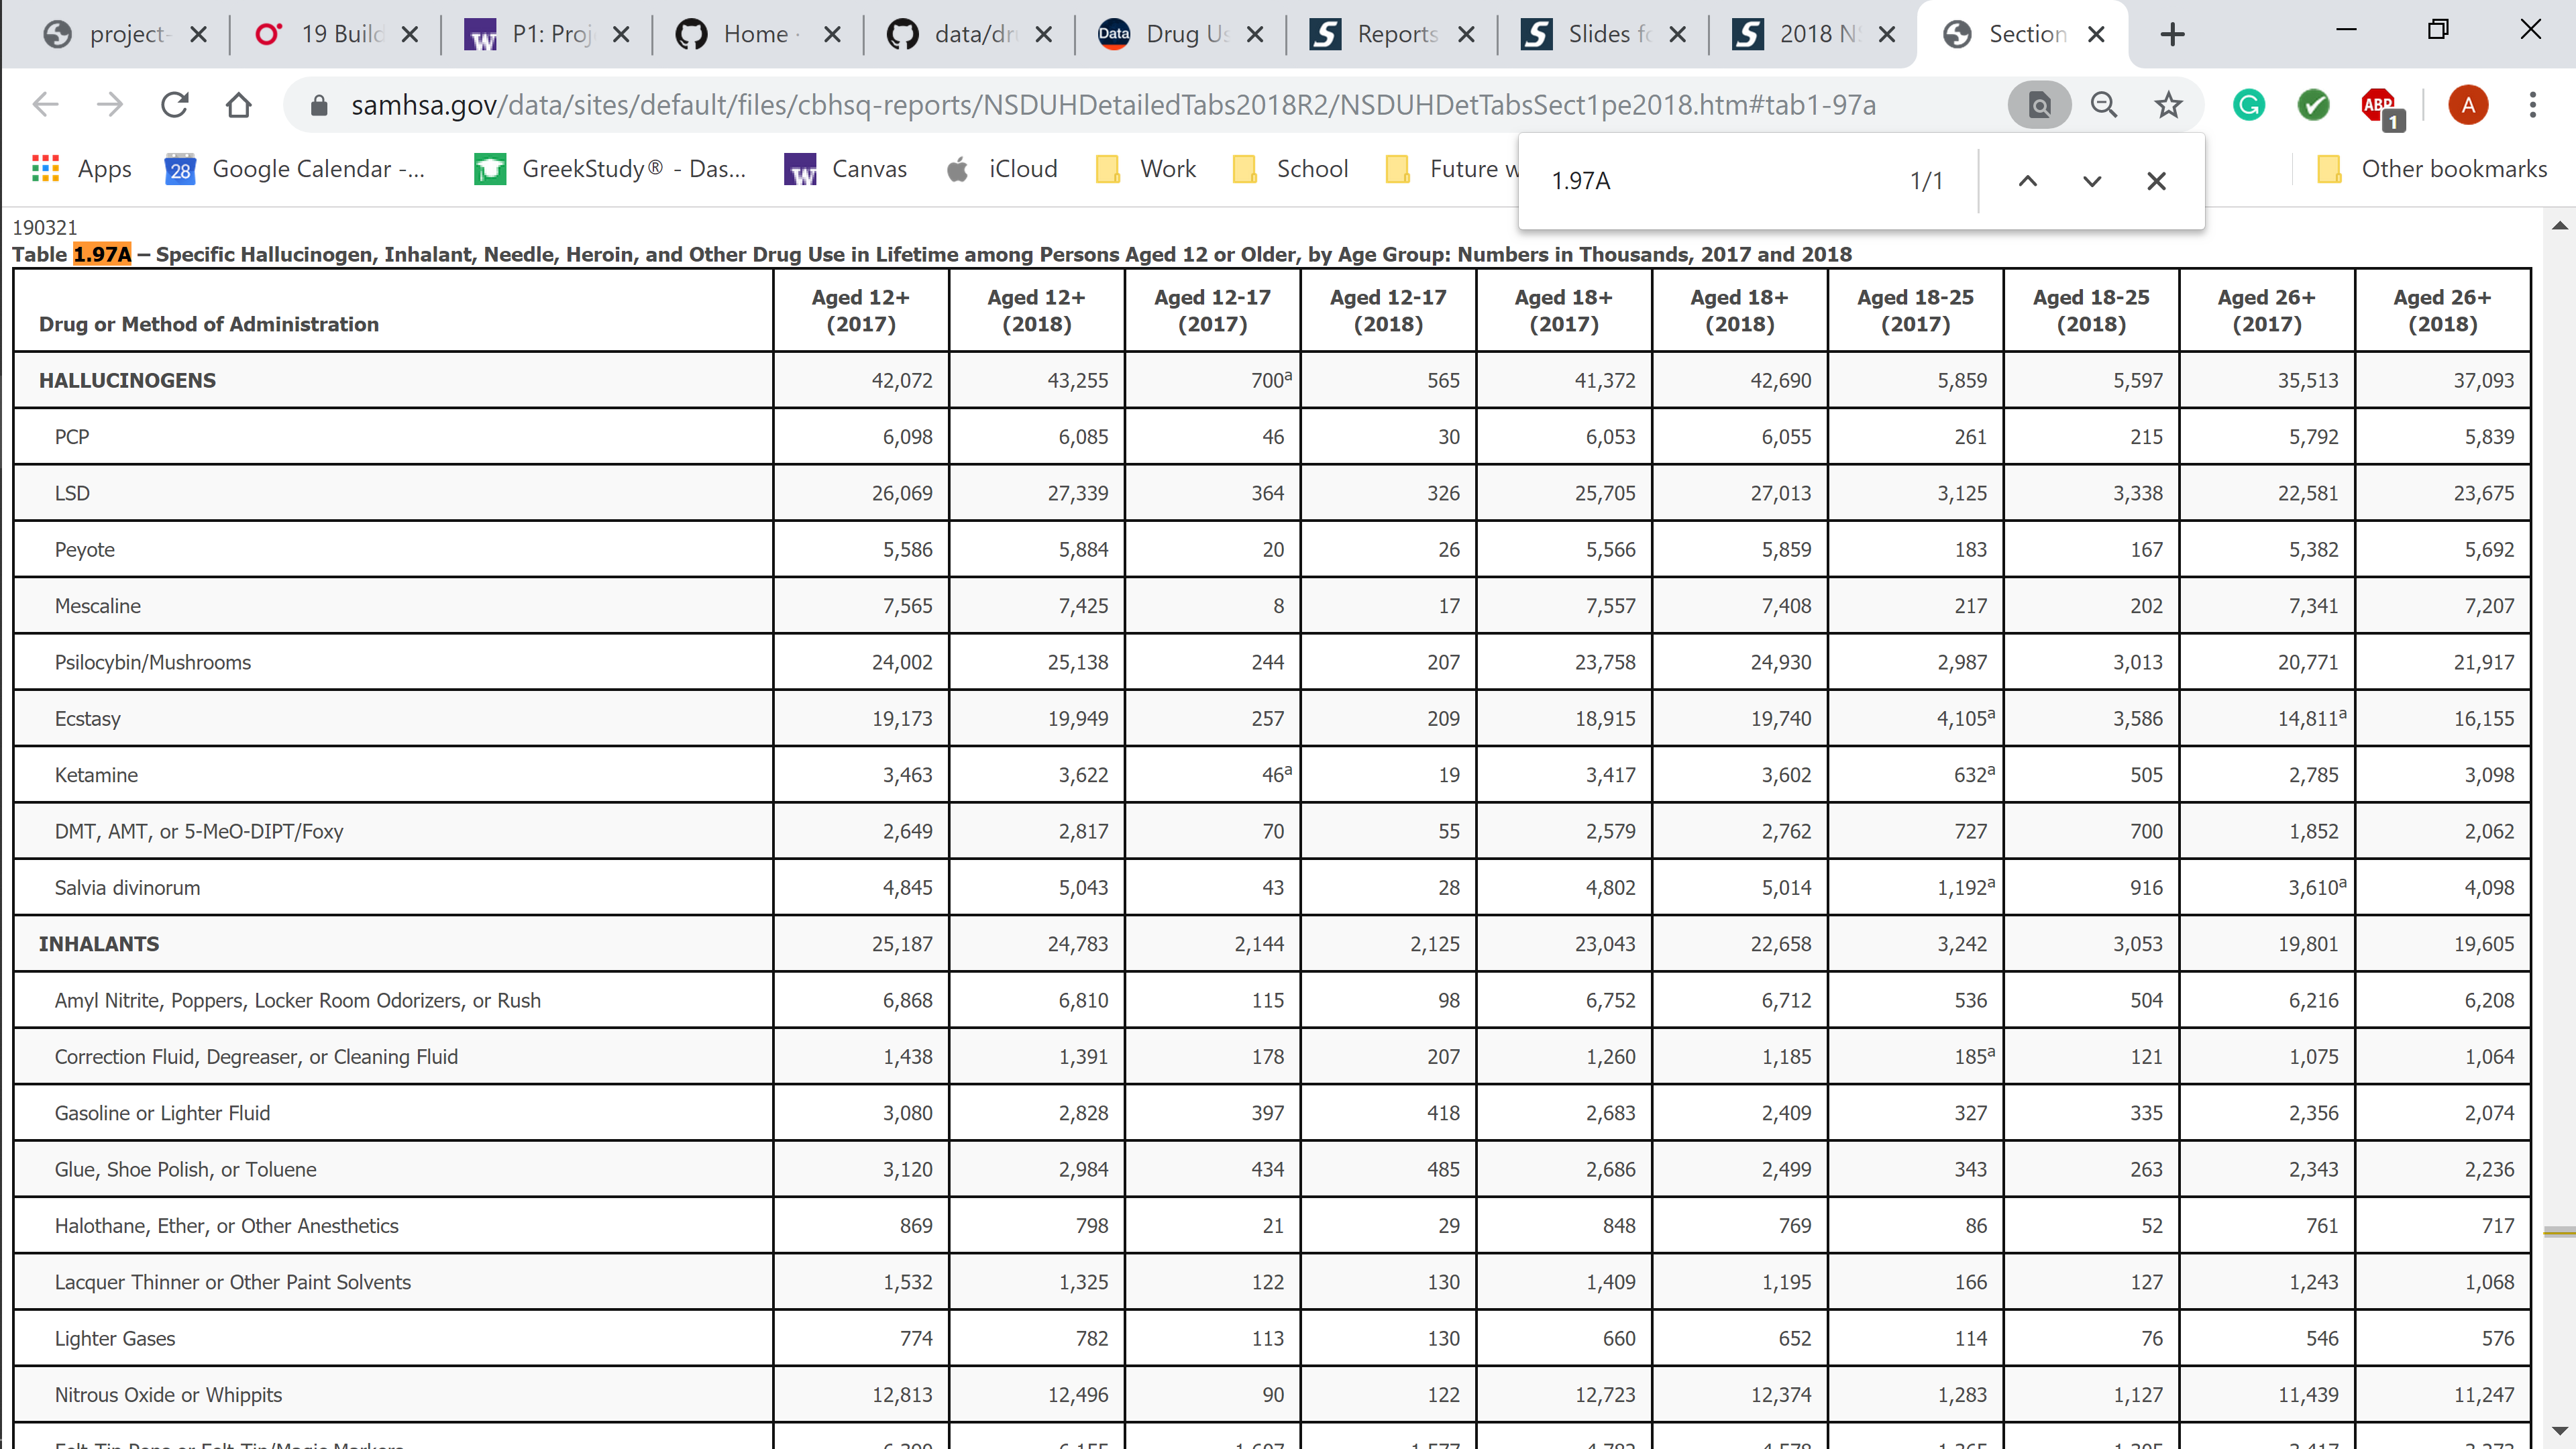 project- 19 Build P1: Proj Home · data/dr Data Drug Us Reports Slides fo 2018 NS Section
samhsa.gov/data/sites/default/files/cbhsq-reports/NSDUHDetailedTabs2018R2/NSDUHDetTabsSect1pe2018.htm#tab1-97a ABP 1 A
Apps 28 Google Calendar -... GreekStudy® - Das... Canvas iCloud Work School Future w Other bookmarks
1.97A 1/1
190321
Table 1.97A – Specific Hallucinogen, Inhalant, Needle, Heroin, and Other Drug Use in Lifetime among Persons Aged 12 or Older, by Age Group: Numbers in Thousands, 2017 and 2018
Drug or Method of Administration Aged 12+ (2017) Aged 12+ (2018) Aged 12-17 (2017) Aged 12-17 (2018) Aged 18+ (2017) Aged 18+ (2018) Aged 18-25 (2017) Aged 18-25 (2018) Aged 26+ (2017) Aged 26+ (2018)
HALLUCINOGENS 42,072 43,255 700a 565 41,372 42,690 5,859 5,597 35,513 37,093
PCP 6,098 6,085 46 30 6,053 6,055 261 215 5,792 5,839
LSD 26,069 27,339 364 326 25,705 27,013 3,125 3,338 22,581 23,675
Peyote 5,586 5,884 20 26 5,566 5,859 183 167 5,382 5,692
Mescaline 7,565 7,425 8 17 7,557 7,408 217 202 7,341 7,207
Psilocybin/Mushrooms 24,002 25,138 244 207 23,758 24,930 2,987 3,013 20,771 21,917
Ecstasy 19,173 19,949 257 209 18,915 19,740 4,105a 3,586 14,811a 16,155
Ketamine 3,463 3,622 46a 19 3,417 3,602 632a 505 2,785 3,098
DMT, AMT, or 5-MeO-DIPT/Foxy 2,649 2,817 70 55 2,579 2,762 727 700 1,852 2,062
Salvia divinorum 4,845 5,043 43 28 4,802 5,014 1,192a 916 3,610a 4,098
INHALANTS 25,187 24,783 2,144 2,125 23,043 22,658 3,242 3,053 19,801 19,605
Amyl Nitrite, Poppers, Locker Room Odorizers, or Rush 6,868 6,810 115 98 6,752 6,712 536 504 6,216 6,208
Correction Fluid, Degreaser, or Cleaning Fluid 1,438 1,391 178 207 1,260 1,185 185a 121 1,075 1,064
Gasoline or Lighter Fluid 3,080 2,828 397 418 2,683 2,409 327 335 2,356 2,074
Glue, Shoe Polish, or Toluene 3,120 2,984 434 485 2,686 2,499 343 263 2,343 2,236
Halothane, Ether, or Other Anesthetics 869 798 21 29 848 769 86 52 761 717
Lacquer Thinner or Other Paint Solvents 1,532 1,325 122 130 1,409 1,195 166 127 1,243 1,068
Lighter Gases 774 782 113 130 660 652 114 76 546 576
Nitrous Oxide or Whippits 12,813 12,496 90 122 12,723 12,374 1,283 1,127 11,439 11,247